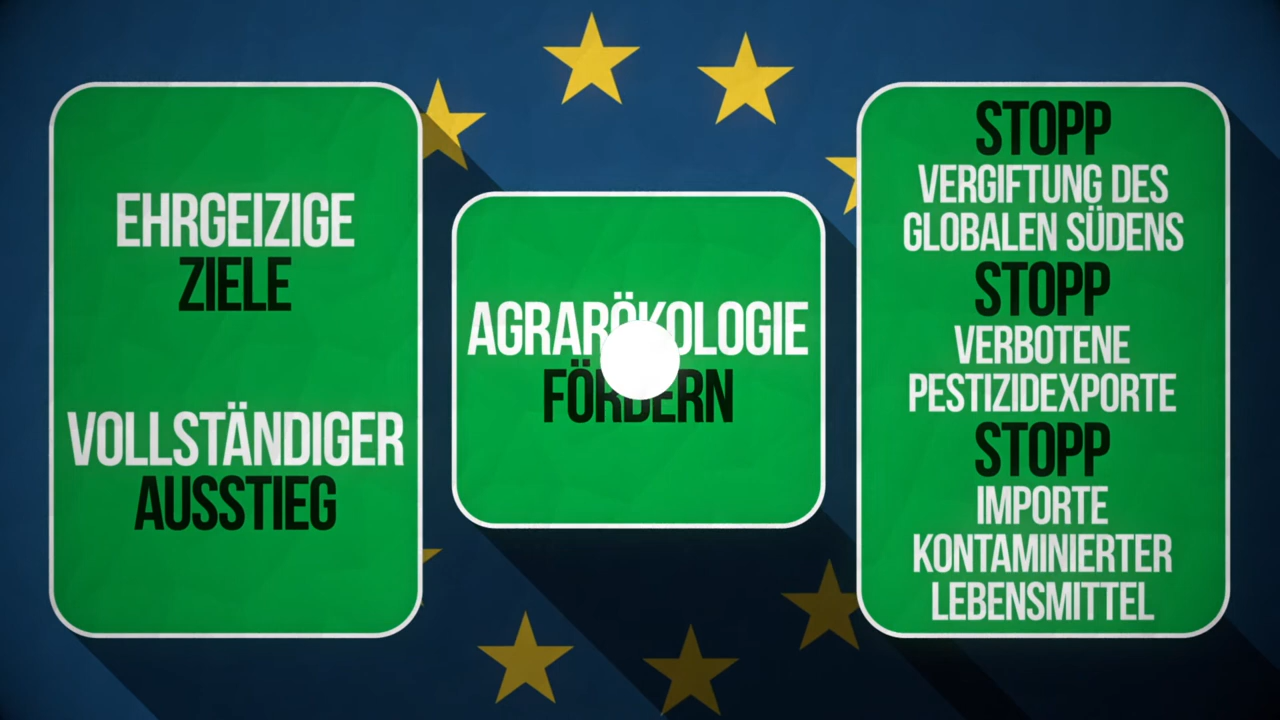 EHRGEIZIGE
ZIELE
VOLLSTÄNDIGER
AUSSTIEG
AGRARÖKOLOGIE
FÖRDERN
STOPP
VERGIFTUNG DES
GLOBALEN SÜDENS
STOPP
VERBOTENE
PESTIZIDEXPORTE
STOPP
IMPORTE
KONTAMINIERTER
LEBENSMITTEL